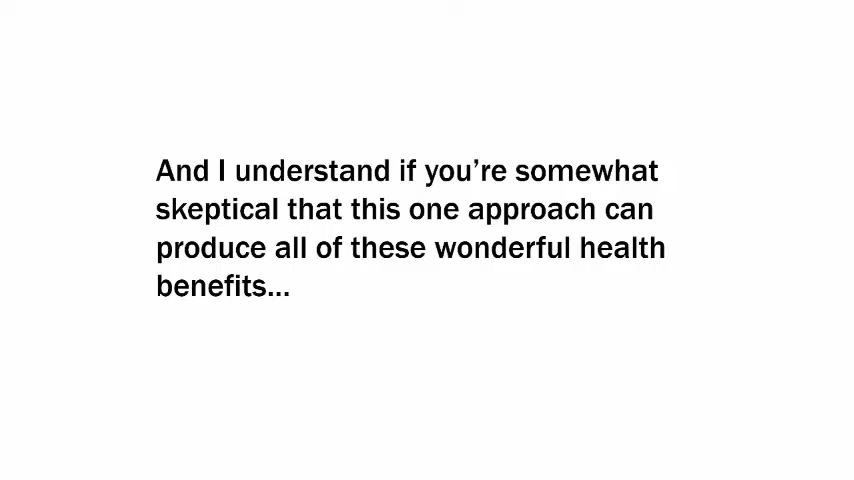 And I understand if you’re somewhat
skeptical that this one approach can
produce all of these wonderful health
benefits...